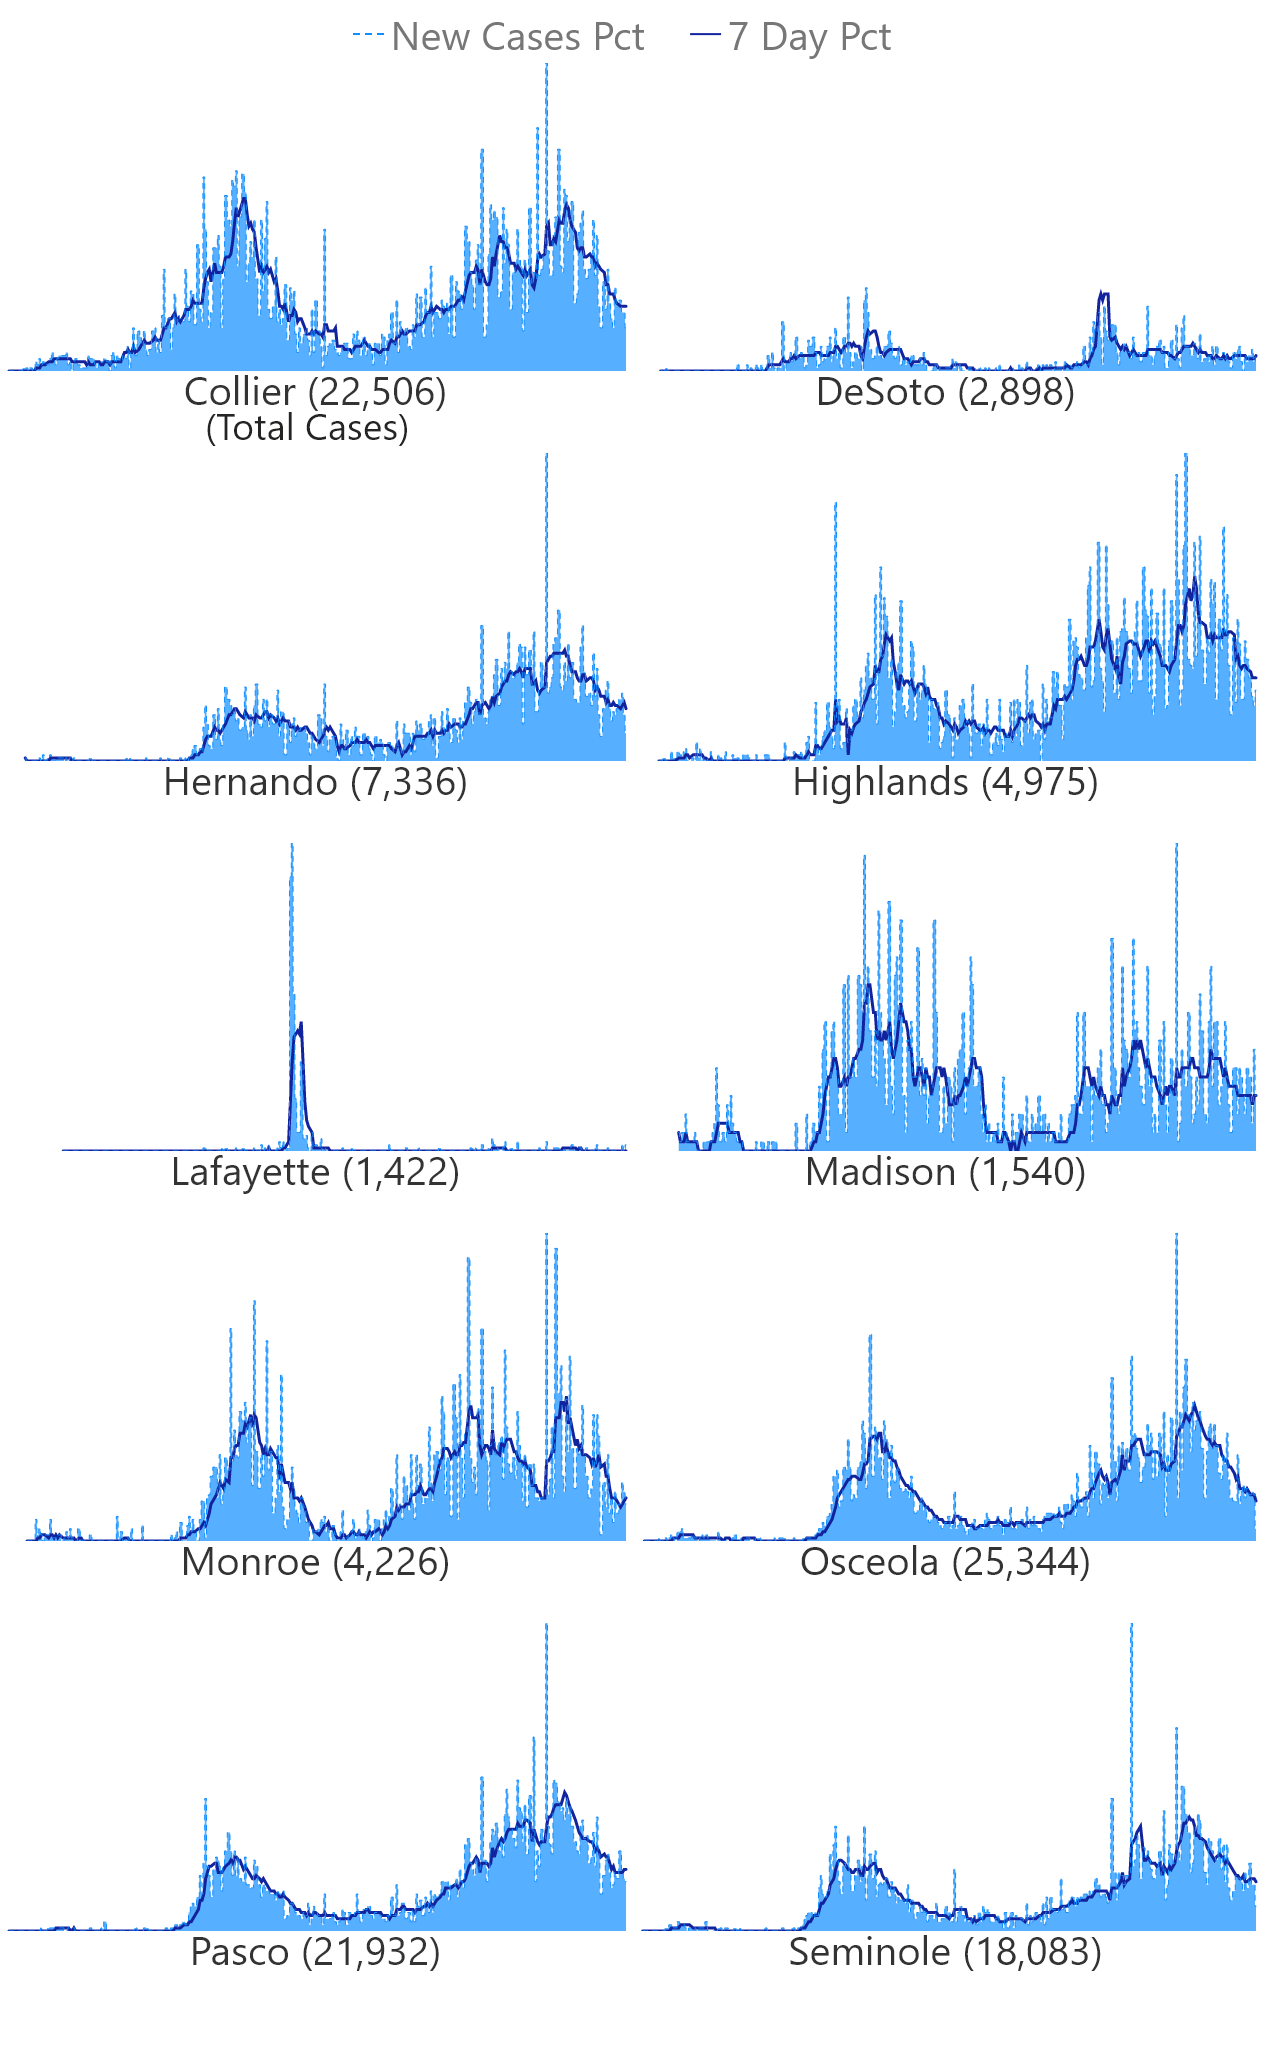 New Cases Pct 7 Day Pct
Collier (22,506) DeSoto (2,898)
(Total Cases)
Hernando (7,336) Highlands (4,975)
Lafayette (1,422) Madison (1,540)
Monroe (4,226) Osceola (25,344)
Pasco (21,932) Seminole (18,083)